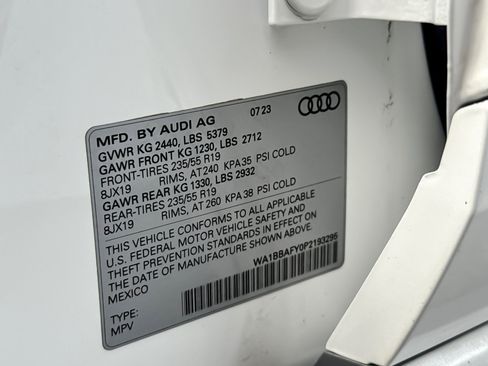 07 23
MFD. BY AUDI AG
GVWR KG 2440, LBS 5379
GAWR FRONT KG 1230, LBS 2712
FRONT-TIRES 235/55 R19
8JX19 RIMS, AT 240 KPA35 PSI COLD
GAWR REAR KG 1330, LBS 2932
REAR-TIRES 235/55 R19
8JX19 RIMS, AT 260 KPA 38 PSI COLD
THIS VEHICLE CONFORMS TO ALL APPLICABLE
U.S. FEDERAL MOTOR VEHICLE SAFETY AND
THEFT PREVENTION STANDARDS IN EFFECT ON
THE DATE OF MANUFACTURE SHOWN ABOVE.
MEXICO
WA1BBAFY0P2193295
TYPE:
MPV